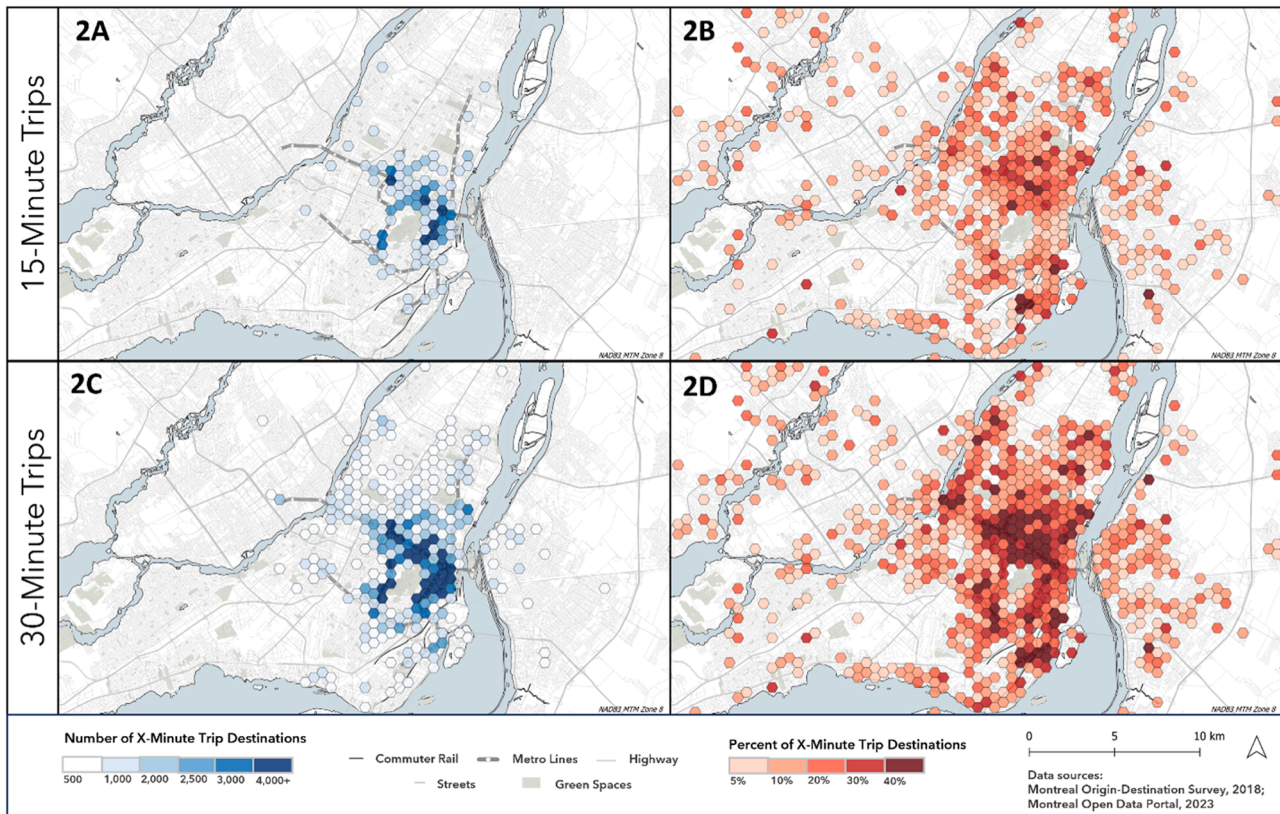 2A
2B
15-Minute Trips
NAD83 MTM Zone 8
NAD83 MTM Zone 8
2C
2D
30-Minute Trips
NAD83 MTM Zone 8
NAD83 MTM Zone 8
Number of X-Minute Trip Destinations
500 1,000 2,000 2,500 3,000 4,000+
Commuter Rail Metro Lines Highway
Streets Green Spaces
Percent of X-Minute Trip Destinations
5% 10% 20% 30% 40%
0 5 10 km
Data sources:
Montreal Origin-Destination Survey, 2018;
Montreal Open Data Portal, 2023